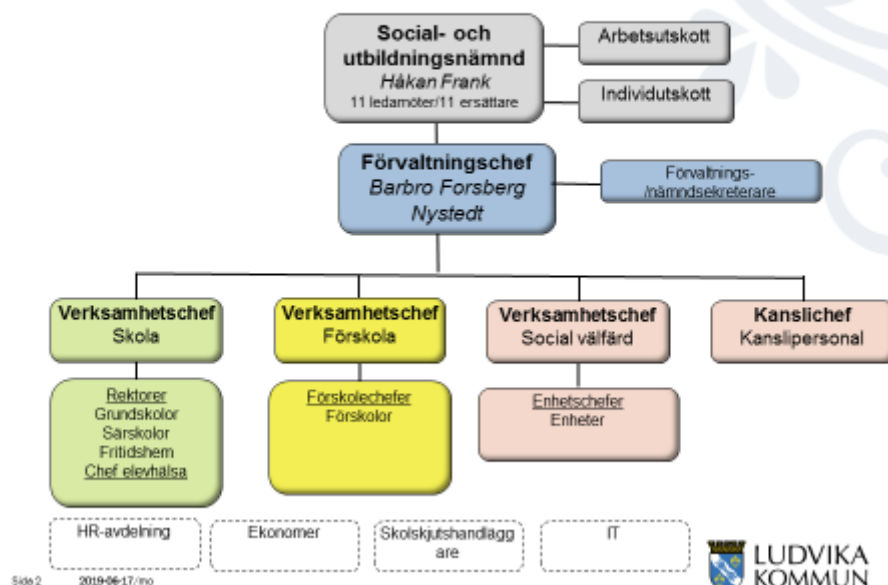 Social- och
utbildningsnämnd
Håkan Frank
11 ledamöter/11 ersättare
Arbetsutskott
Individutskott
Förvaltningschef
Barbro Forsberg
Nystedt
Förvaltnings-
/nämndsekreterare
Verksamhetschef
Skola
Verksamhetschef
Förskola
Verksamhetschef
Social välfärd
Kanslichef
Kanslipersonal
Rektorer
Grundskolor
Särskolor
Fritidshem
Chef elevhälsa
Förskolechefer
Förskolor
Enhetschefer
Enheter
HR-avdelning
Ekonomer
Skolskjutshandlägg
are
IT
Sida 2
2019-06-17/mo
LUDVIKA
KOMMUN